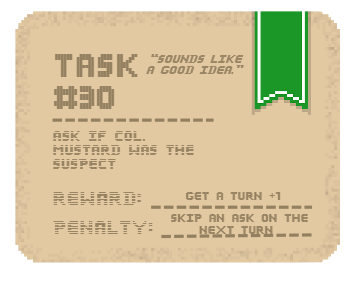 TASK "SOUNDS LIKE
#30 A GOOD IDEA."
ASK IF COL.
MUSTARD WAS THE
SUSPECT
REWARD: GET A TURN +1
PENALTY: SKIP AN ASK ON THE
NEXT TURN